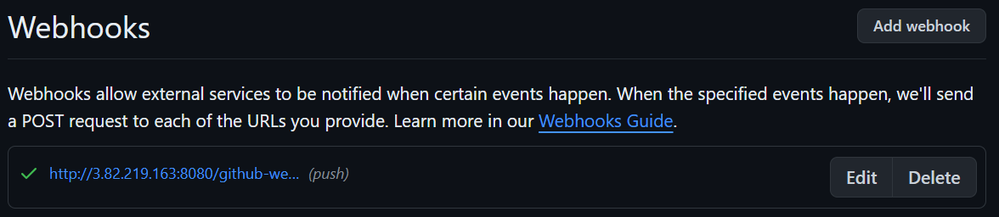 Webhooks
Add webhook
Webhooks allow external services to be notified when certain events happen. When the specified events happen, we'll send
a POST request to each of the URLs you provide. Learn more in our Webhooks Guide.
http://3.82.219.163:8080/github-we... (push)
Edit
Delete